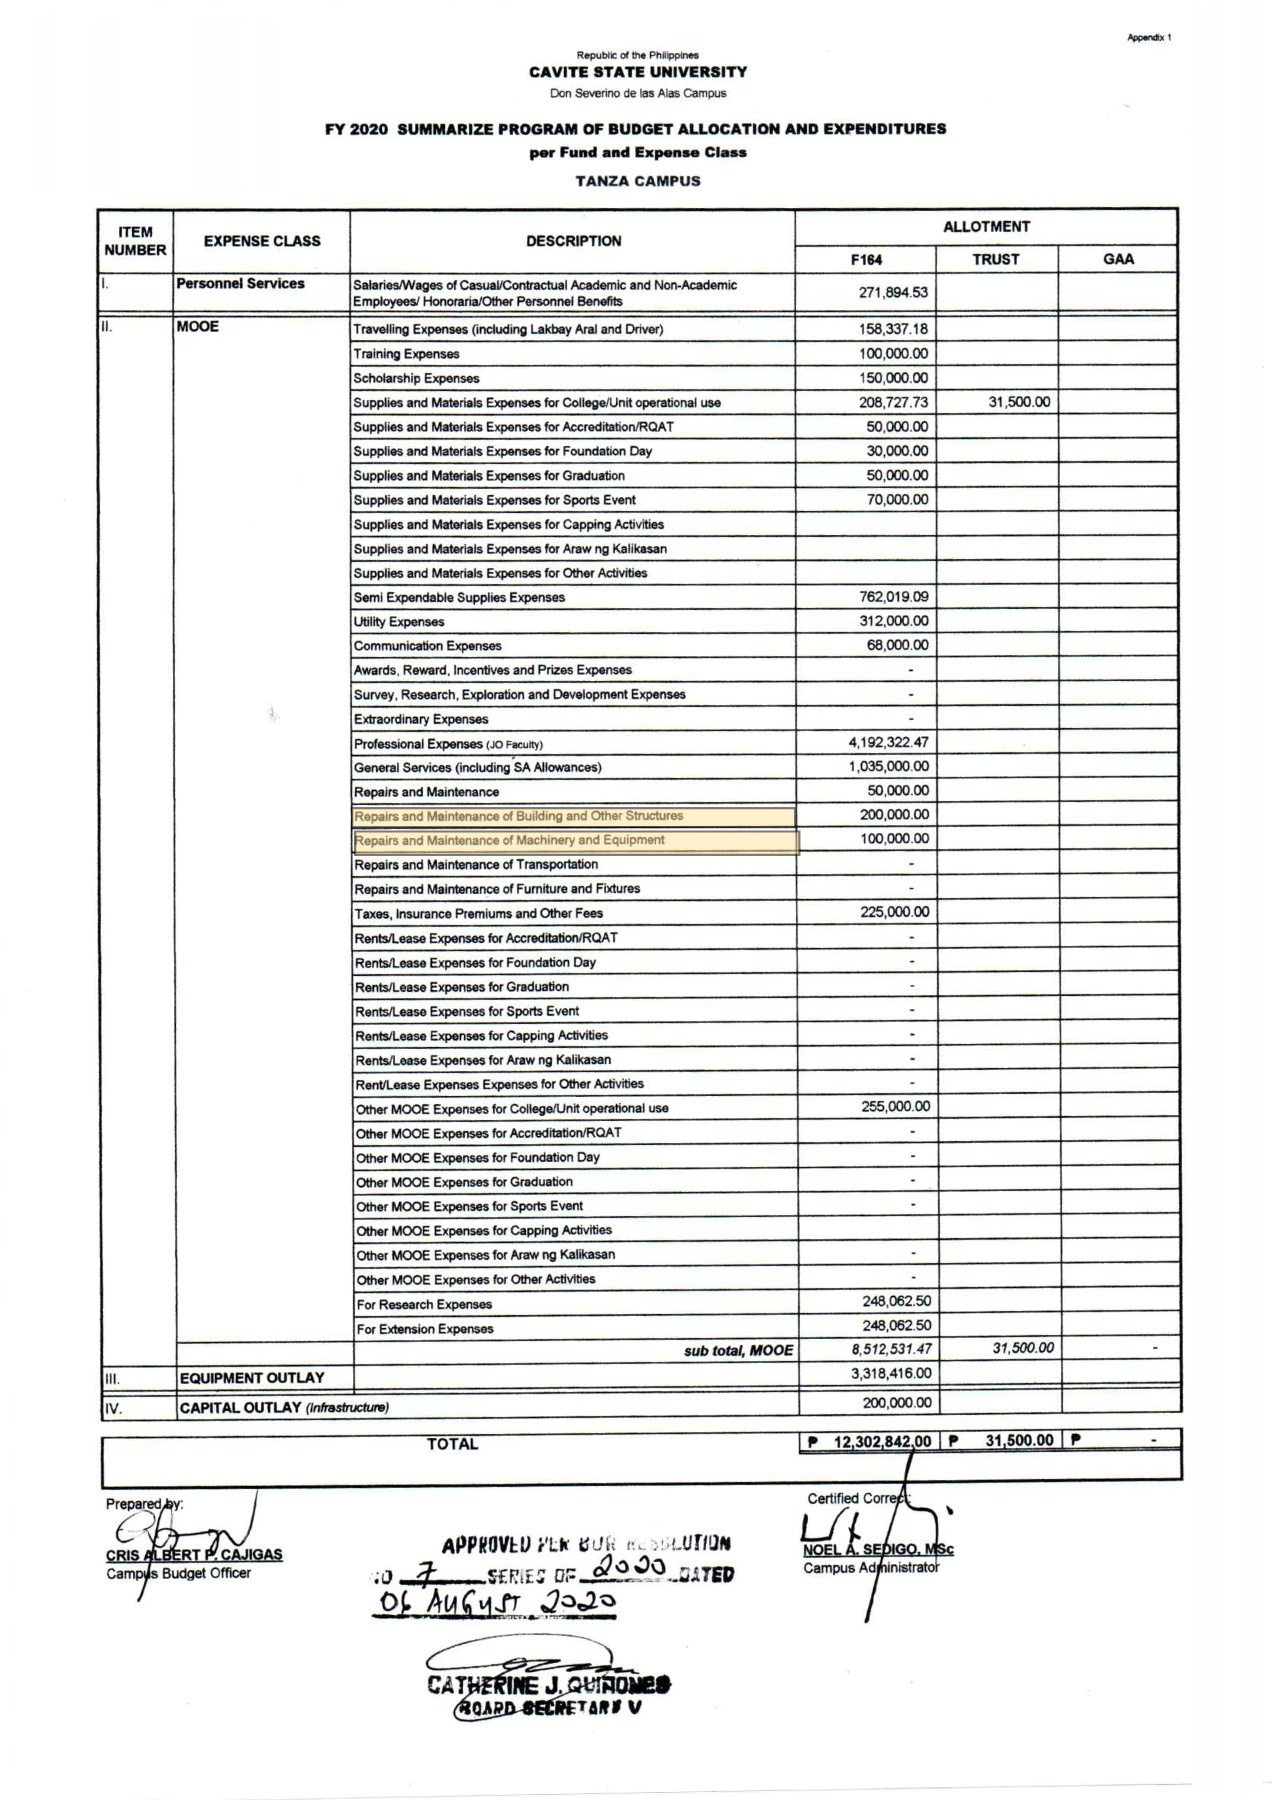 Appendix 1
Republic of the Philippines
CAVITE STATE UNIVERSITY
Don Severino de las Alas Campus
FY 2020 SUMMARIZE PROGRAM OF BUDGET ALLOCATION AND EXPENDITURES
per Fund and Expense Class
TANZA CAMPUS
ITEM NUMBER EXPENSE CLASS DESCRIPTION ALLOTMENT
F164 TRUST GAA
I. Personnel Services Salaries/Wages of Casual/Contractual Academic and Non-Academic
Employees/ Honoraria/Other Personnel Benefits 271,894.53
II. MOOE Travelling Expenses (including Lakbay Aral and Driver) 158,337.18
Training Expenses 100,000.00
Scholarship Expenses 150,000.00
Supplies and Materials Expenses for College/Unit operational use 208,727.73 31,500.00
Supplies and Materials Expenses for Accreditation/RQAT 50,000.00
Supplies and Materials Expenses for Foundation Day 30,000.00
Supplies and Materials Expenses for Graduation 50,000.00
Supplies and Materials Expenses for Sports Event 70,000.00
Supplies and Materials Expenses for Capping Activities
Supplies and Materials Expenses for Araw ng Kalikasan
Supplies and Materials Expenses for Other Activities
Semi Expendable Supplies Expenses 762,019.09
Utility Expenses 312,000.00
Communication Expenses 68,000.00
Awards, Reward, Incentives and Prizes Expenses -
Survey, Research, Exploration and Development Expenses -
Extraordinary Expenses -
Professional Expenses (JO Faculty) 4,192,322.47
General Services (including SA Allowances) 1,035,000.00
Repairs and Maintenance 50,000.00
Repairs and Maintenance of Building and Other Structures 200,000.00
Repairs and Maintenance of Machinery and Equipment 100,000.00
Repairs and Maintenance of Transportation -
Repairs and Maintenance of Furniture and Fixtures -
Taxes, Insurance Premiums and Other Fees 225,000.00
Rents/Lease Expenses for Accreditation/RQAT -
Rents/Lease Expenses for Foundation Day -
Rents/Lease Expenses for Graduation -
Rents/Lease Expenses for Sports Event -
Rents/Lease Expenses for Capping Activities -
Rents/Lease Expenses for Araw ng Kalikasan -
Rent/Lease Expenses Expenses for Other Activities -
Other MOOE Expenses for College/Unit operational use 255,000.00
Other MOOE Expenses for Accreditation/RQAT -
Other MOOE Expenses for Foundation Day -
Other MOOE Expenses for Graduation -
Other MOOE Expenses for Sports Event -
Other MOOE Expenses for Capping Activities
Other MOOE Expenses for Araw ng Kalikasan -
Other MOOE Expenses for Other Activities -
For Research Expenses 248,062.50
For Extension Expenses 248,062.50
sub total, MOOE 8,512,531.47 31,500.00 -
III. EQUIPMENT OUTLAY 3,318,416.00
IV. CAPITAL OUTLAY (Infrastructure) 200,000.00
TOTAL ₱ 12,302,842.00 ₱ 31,500.00 ₱ -
Prepared by:
CRIS ALBERT P. CAJIGAS
Campus Budget Officer
Certified Correct:
NOEL A. SEDIGO, MSc
Campus Administrator
APPROVED PER BOR RESOLUTION
NO 7 SERIES OF 2020 DATED
06 AUGUST 2020
CATHERINE J. QUIÑONES
BOARD SECRETARY V